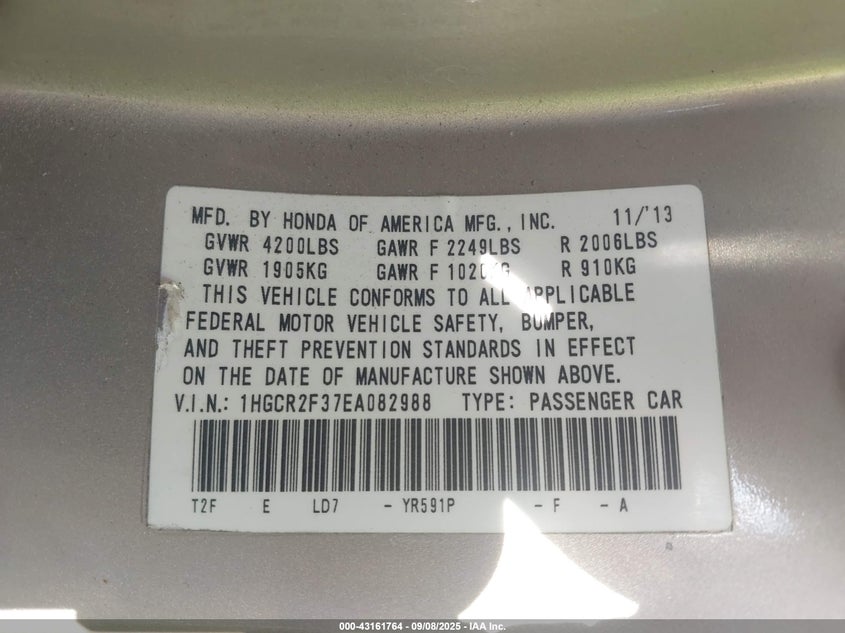 MFD. BY HONDA OF AMERICA MFG., INC. 11/'13
GVWR 4200LBS GAWR F 2249LBS R 2006LBS
GVWR 1905KG GAWR F 1020KG R 910KG
THIS VEHICLE CONFORMS TO ALL APPLICABLE
FEDERAL MOTOR VEHICLE SAFETY, BUMPER,
AND THEFT PREVENTION STANDARDS IN EFFECT
ON THE DATE OF MANUFACTURE SHOWN ABOVE.
V.I.N.: 1HGCR2F37EA082988 TYPE: PASSENGER CAR
T2F E LD7 - YR591P - F - A
000-43161764 - 09/08/2025 - IAA Inc.